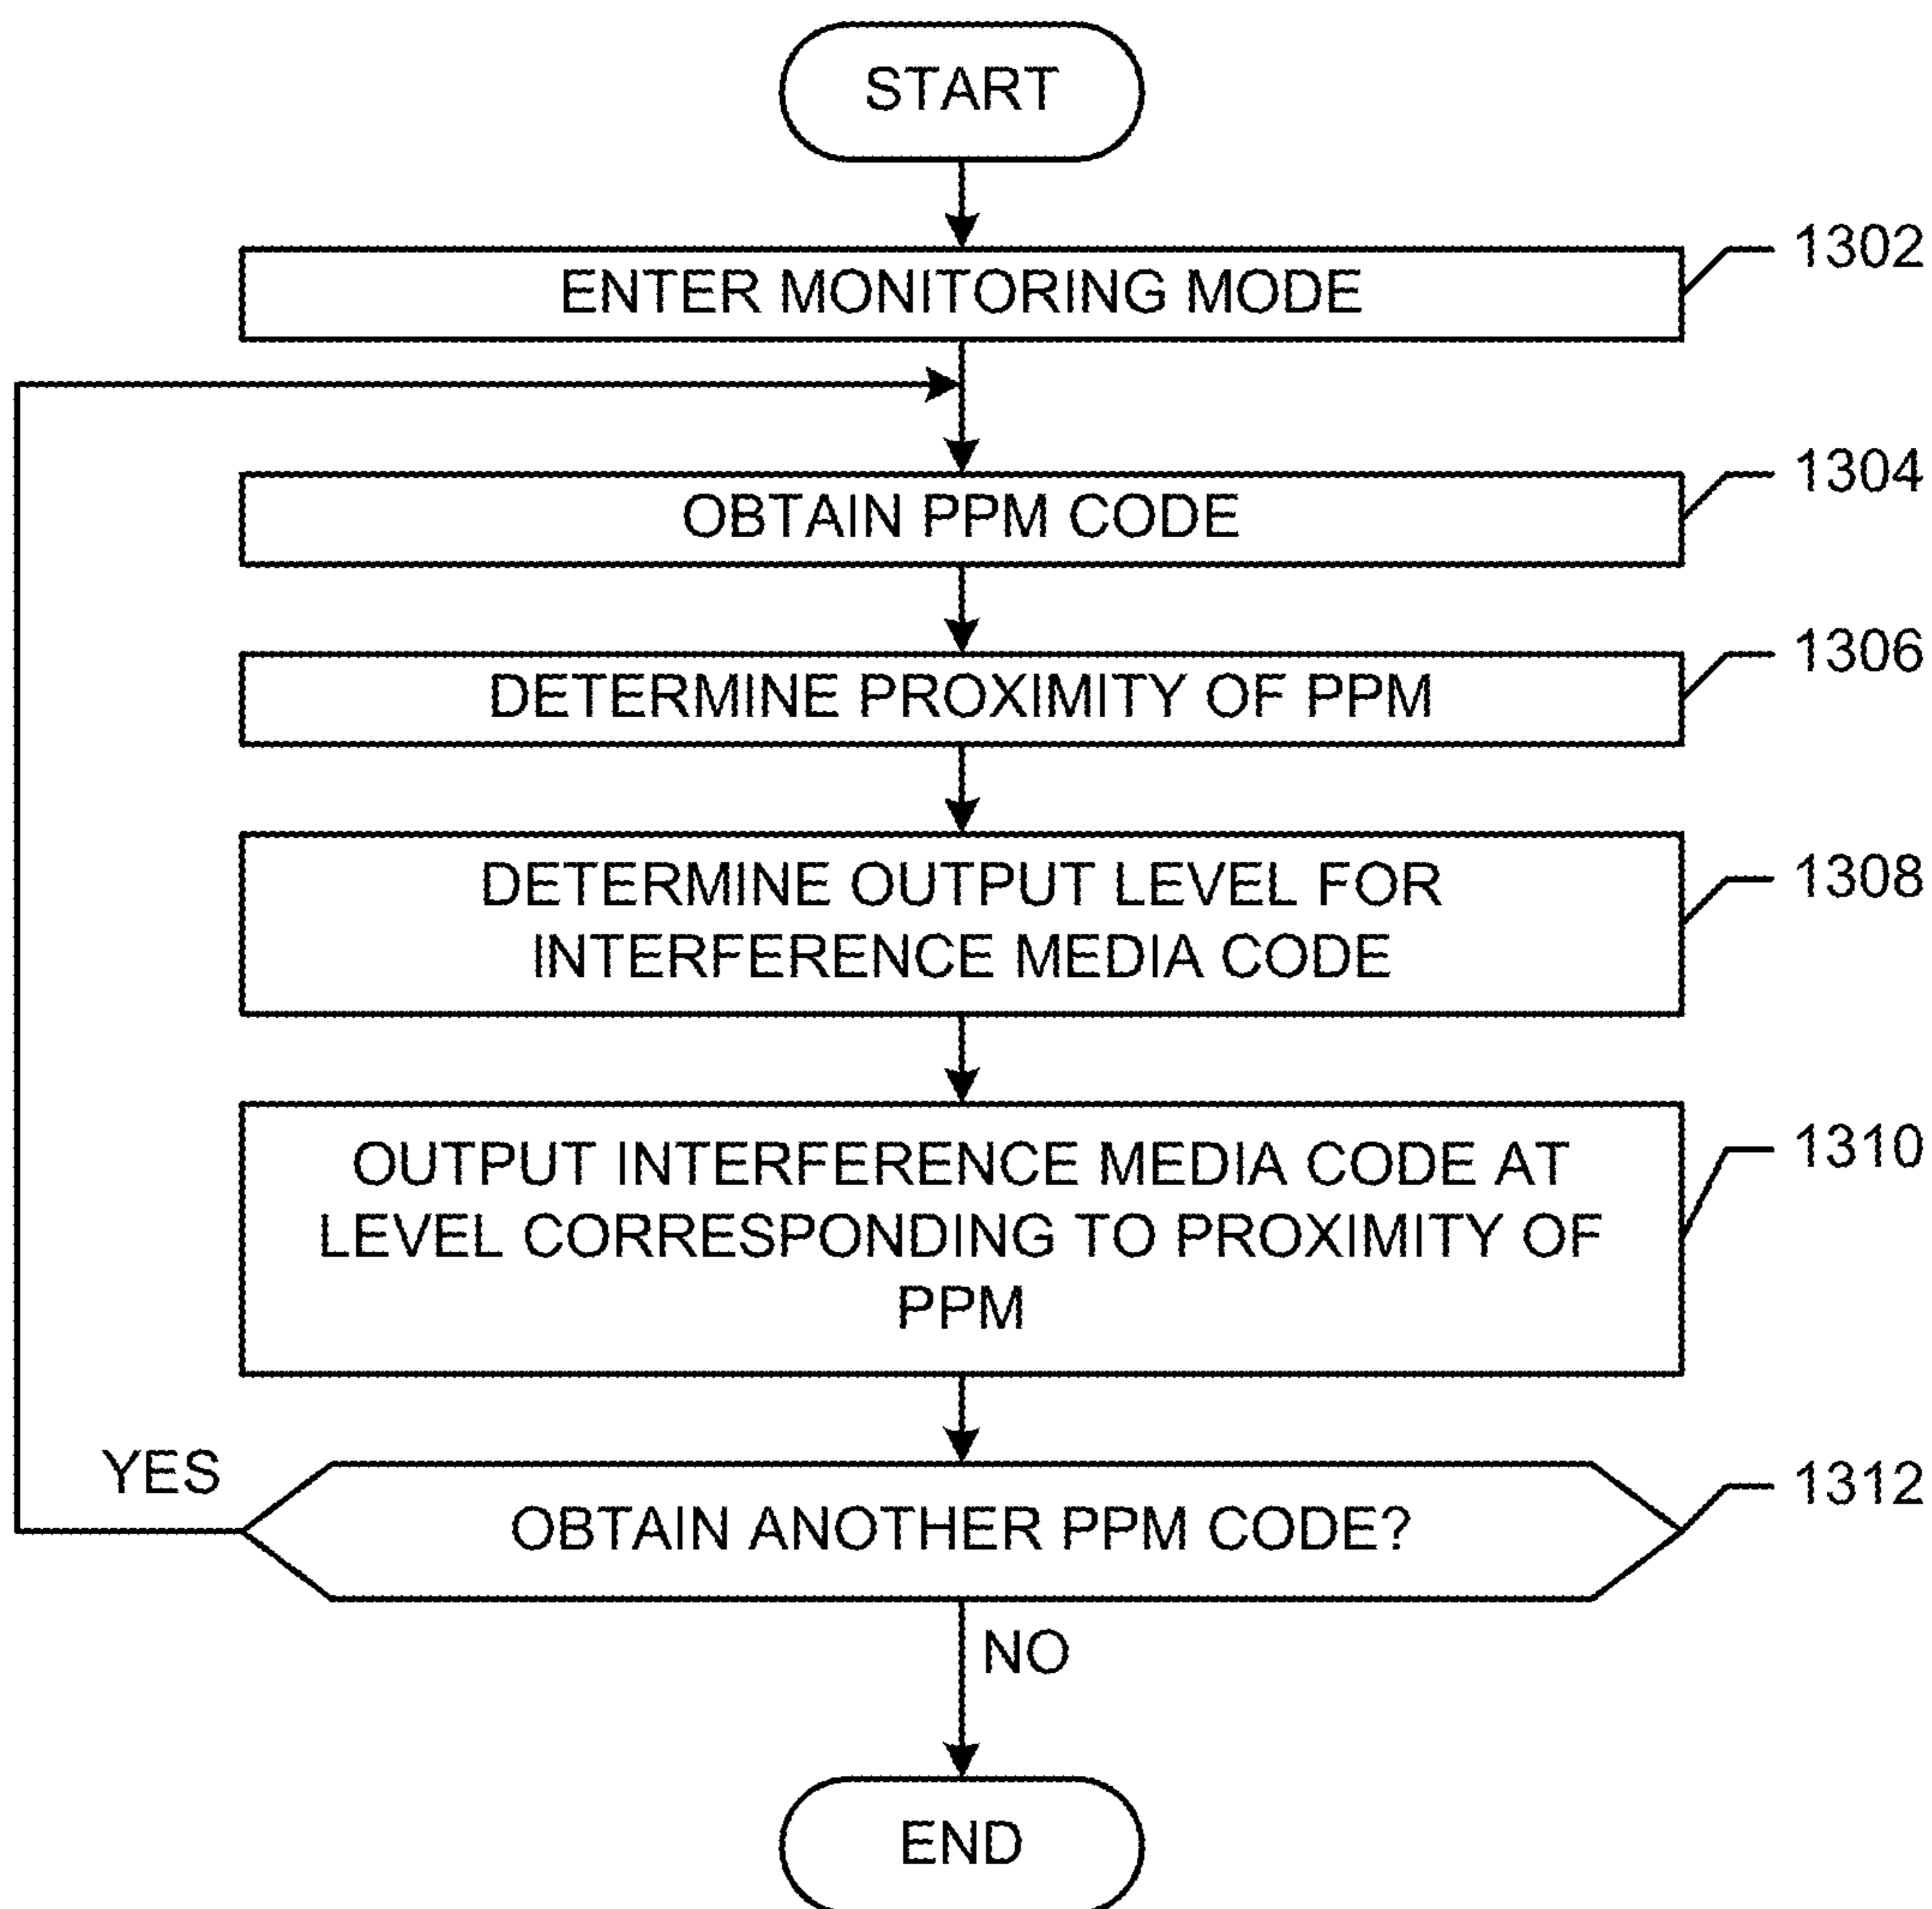 START
1302
ENTER MONITORING MODE
1304
OBTAIN PPM CODE
1306
DETERMINE PROXIMITY OF PPM
1308
DETERMINE OUTPUT LEVEL FOR
INTERFERENCE MEDIA CODE
1310
OUTPUT INTERFERENCE MEDIA CODE AT
LEVEL CORRESPONDING TO PROXIMITY OF
PPM
YES
1312
OBTAIN ANOTHER PPM CODE?
NO
END